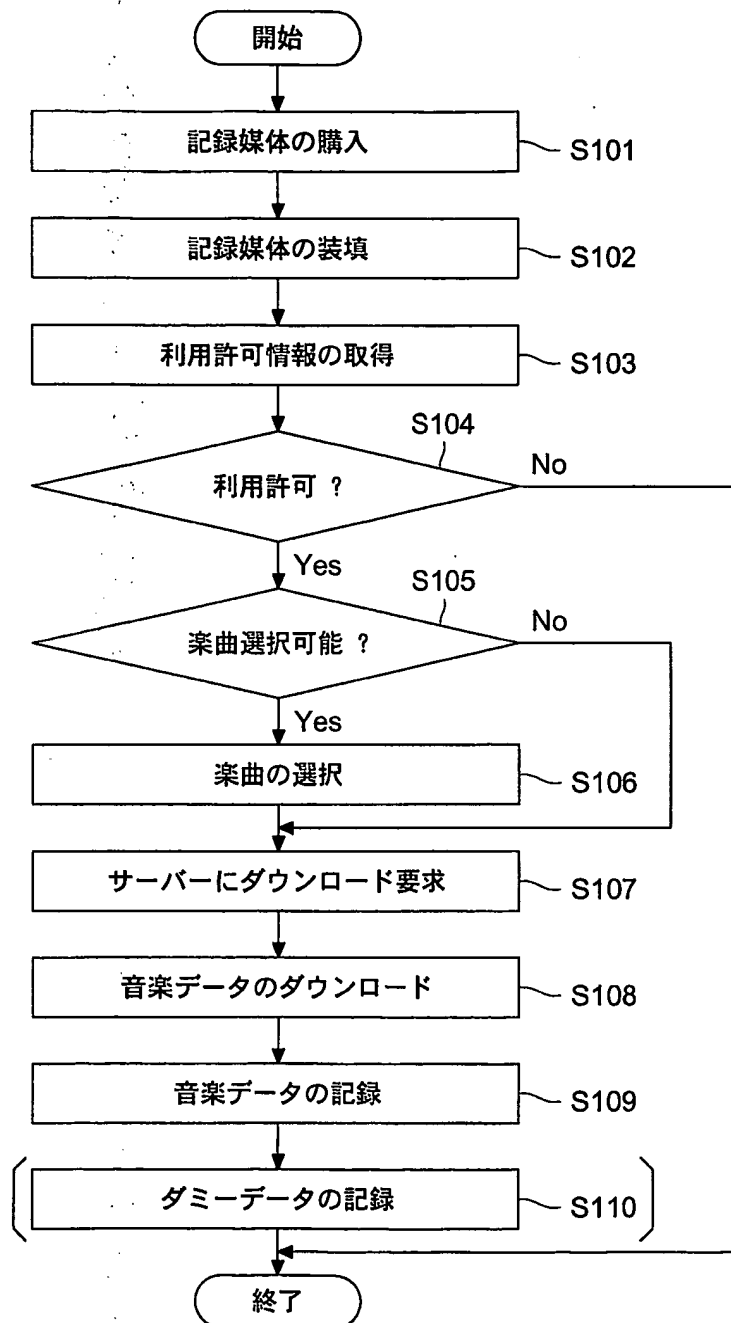 開始
記録媒体の購入
S101
記録媒体の装填
S102
利用許可情報の取得
S103
S104
利用許可 ?
No
Yes
S105
楽曲選択可能 ?
No
Yes
楽曲の選択
S106
サーバーにダウンロード要求
S107
音楽データのダウンロード
S108
音楽データの記録
S109
ダミーデータの記録
S110
終了